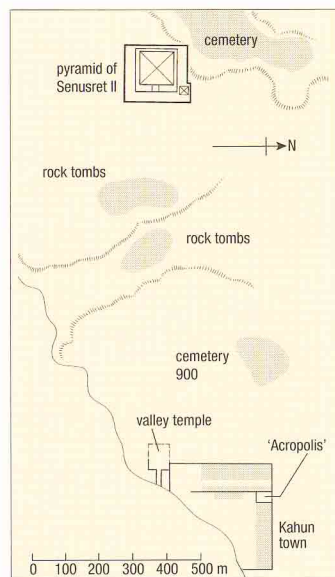 cemetery
pyramid of
Senusret II
N
rock tombs
rock tombs
cemetery
900
valley temple
'Acropolis'
Kahun
town
0 100 200 300 400 500 m